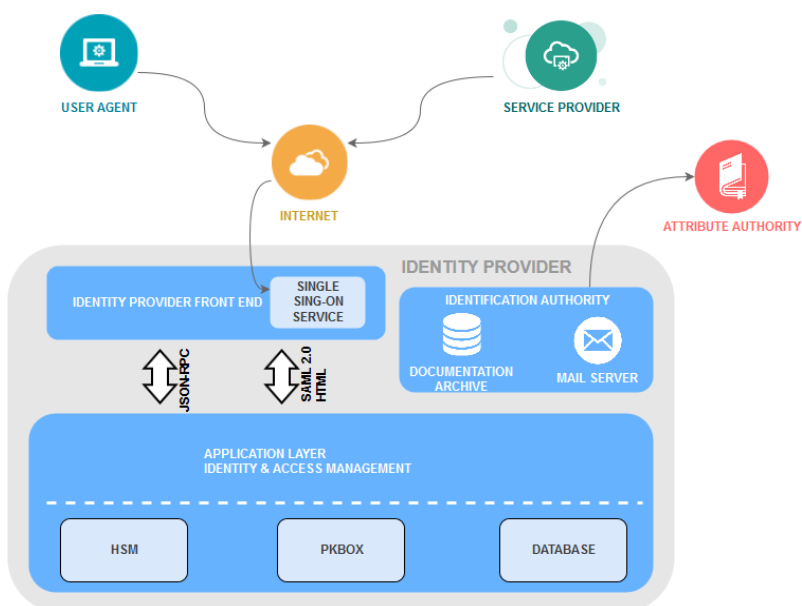 USER AGENT
SERVICE PROVIDER
INTERNET
ATTRIBUTE AUTHORITY
IDENTITY PROVIDER
IDENTITY PROVIDER FRONT END
SINGLE
SING-ON
SERVICE
IDENTIFICATION AUTHORITY
DOCUMENTATION
ARCHIVE
MAIL SERVER
JSON-RPC
SAML 2.0
HTML
APPLICATION LAYER
IDENTITY & ACCESS MANAGEMENT
HSM
PKBOX
DATABASE